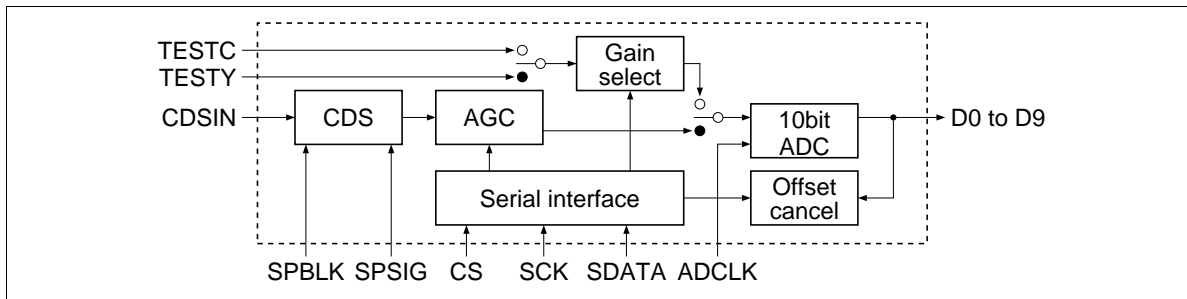 TESTC
TESTY
CDSIN
Gain
select
CDS
AGC
10bit
ADC
D0 to D9
Serial interface
Offset
cancel
SPBLK SPSIG CS SCK SDATA ADCLK